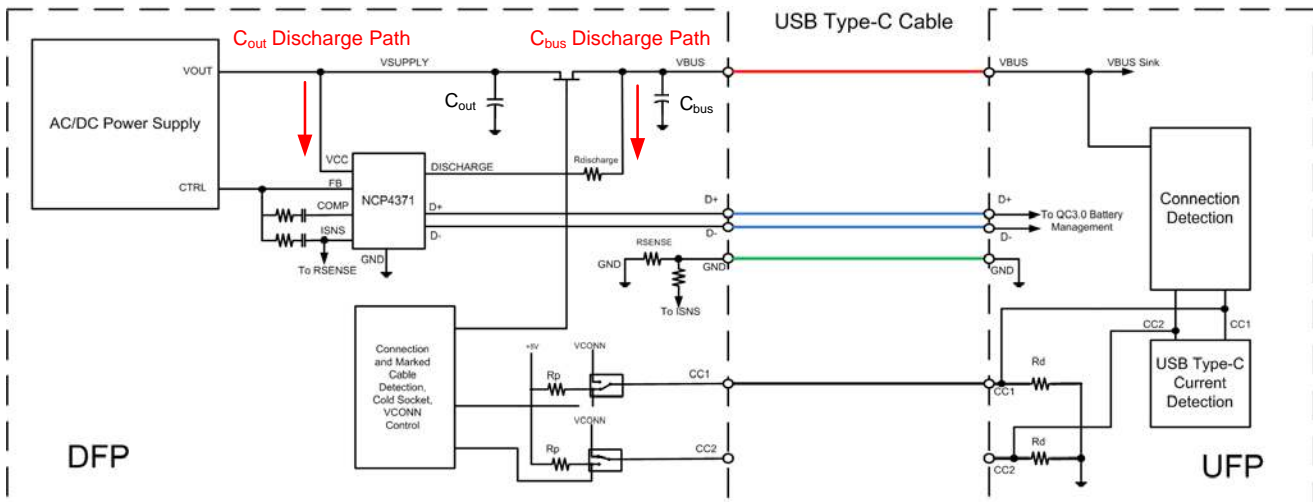 USB Type-C Cable
Cout Discharge Path
Cbus Discharge Path
VOUT
VSUPPLY
VBUS
VBUS
VBUS Sink
AC/DC Power Supply
Cout
Cbus
VCC
DISCHARGE
Rdischarge
CTRL
FB
NCP4371
COMP
D+
D+
D+
ISNS
D-
D-
D-
To QC3.0 Battery
Management
Connection
Detection
To RSENSE
GND
RSENSE
GND
GND
GND
To ISNS
Connection
and Marked
Cable
Detection,
Cold Socket,
VCONN
Control
+5V
VCONN
Rp
CC1
CC1
Rd
CC2
CC1
USB Type-C
Current
Detection
VCONN
Rp
CC2
CC2
Rd
DFP
UFP